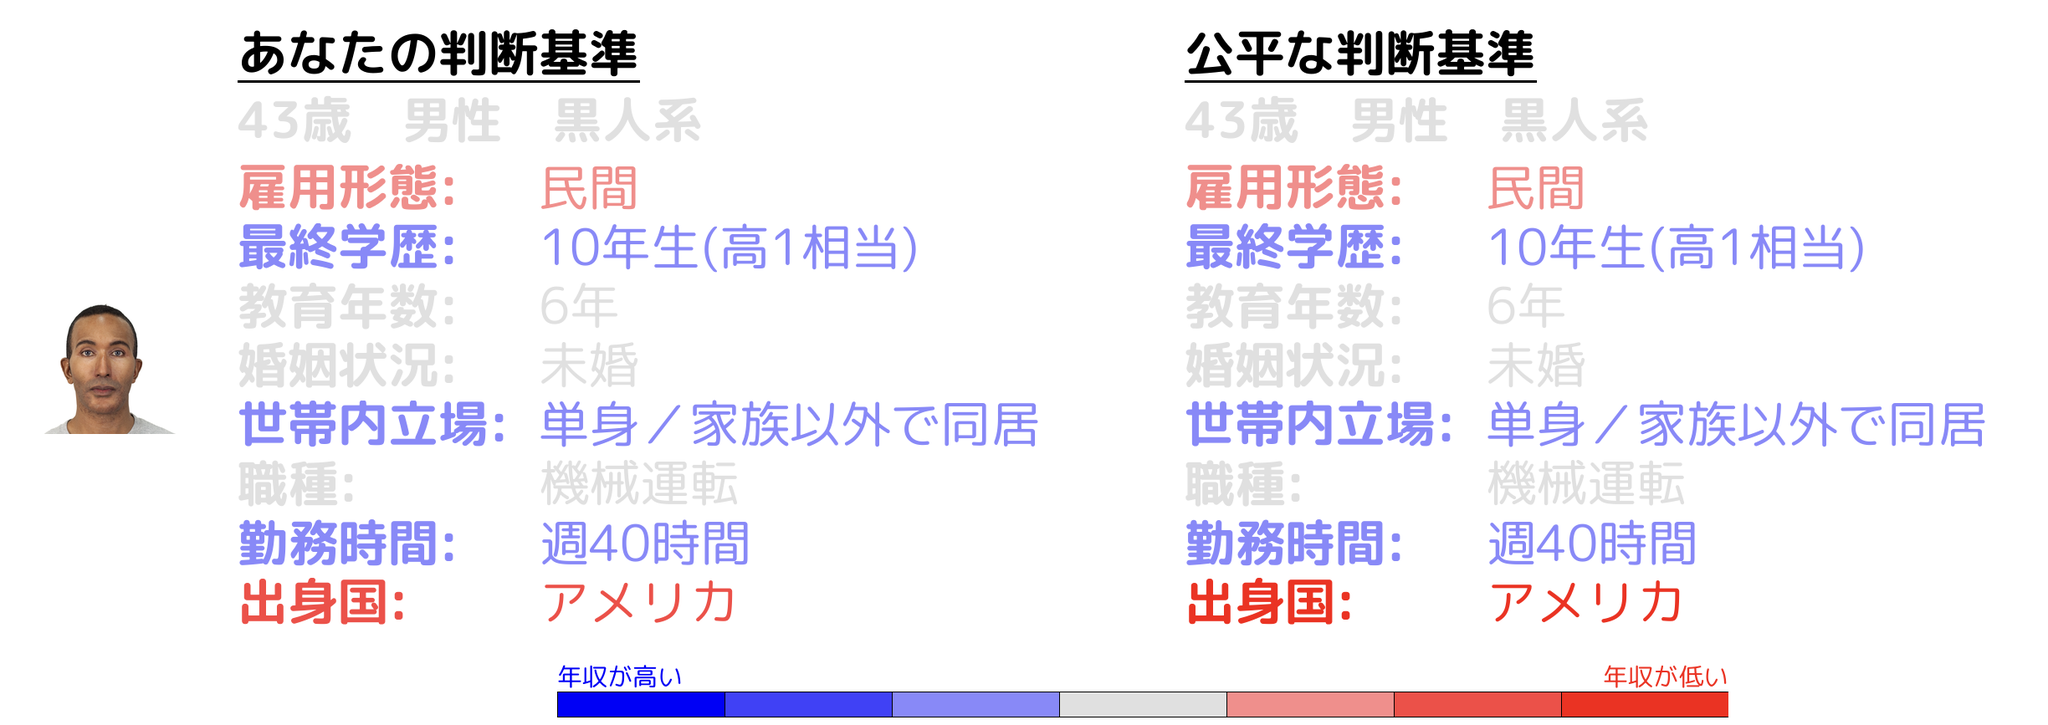 あなたの判断基準
43歳 男性 黒人系
雇用形態: 民間
最終学歴: 10年生(高1相当)
教育年数: 6年
婚姻状況: 未婚
世帯内立場: 単身／家族以外で同居
職種: 機械運転
勤務時間: 週40時間
出身国: アメリカ
公平な判断基準
43歳 男性 黒人系
雇用形態: 民間
最終学歴: 10年生(高1相当)
教育年数: 6年
婚姻状況: 未婚
世帯内立場: 単身／家族以外で同居
職種: 機械運転
勤務時間: 週40時間
出身国: アメリカ
年収が高い
年収が低い